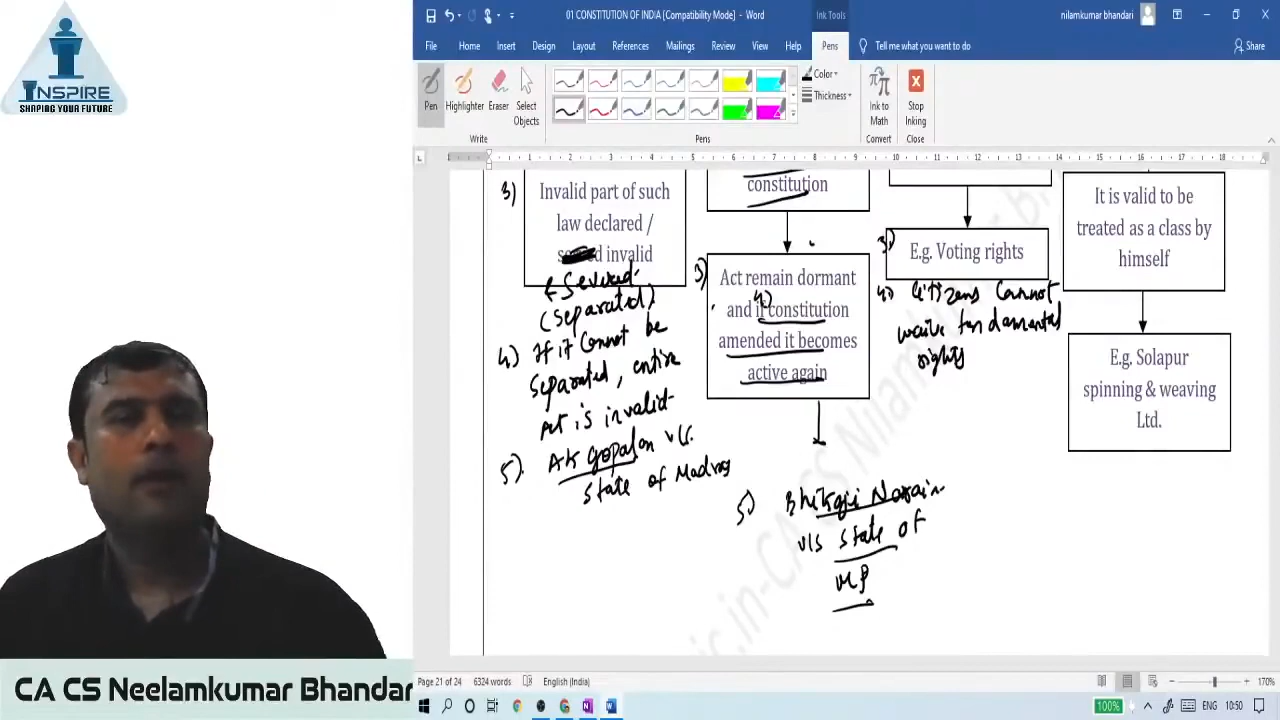 INSPIRE
SHAPING YOUR FUTURE
01 CONSTITUTION OF INDIA [Compatibility Mode] - Word
Ink Tools
nilamkumar bhandari
File
Home
Insert
Design
Layout
References
Mailings
Review
View
Help
Pens
Tell me what you want to do
Share
Pen
Highlighter
Eraser
Select
Objects
Color
Thickness
Ink to
Math
Stop
Inking
Write
Pens
Convert
Close
3)
Invalid part of such
law declared /
invalid
(Severed-
(separated)
4) If it cannot be
separated, entire
Act is invalid
5). AK Gopalan v/s.
State of Madras
constitution
3)
Act remain dormant
4)
and if constitution
amended it becomes
active again
5) Bhikaji Narain
v/s State of
MP
3)
E.g. Voting rights
4) Citizens cannot
waive fundamental
rights
It is valid to be
treated as a class by
himself
E.g. Solapur
spinning & weaving
Ltd.
CA CS Neelamkumar Bhandar
Page 21 of 24
6324 words
English (India)
170%
100%
ENG
10:50